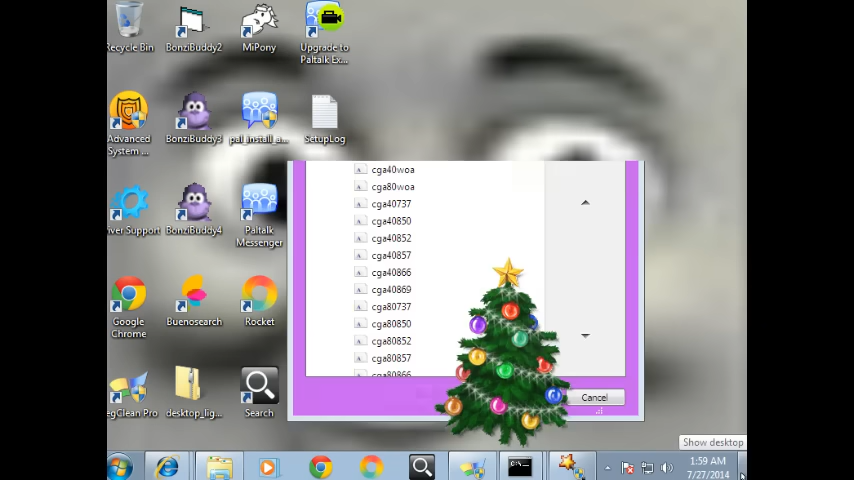 Recycle Bin
BonziBuddy2
MiPony
Upgrade to
Paltalk Ex...
Advanced
System ...
BonziBuddy3
pal_install_a...
SetupLog
iver Support
BonziBuddy4
Paltalk
Messenger
Google
Chrome
Buenosearch
Rocket
egClean Pro
desktop_lig...
Search
cga40woa
cga80woa
cga40737
cga40850
cga40852
cga40857
cga40866
cga40869
cga80737
cga80850
cga80852
cga80857
cga80866
Cancel
Show desktop
C:\
1:59 AM
7/27/2014